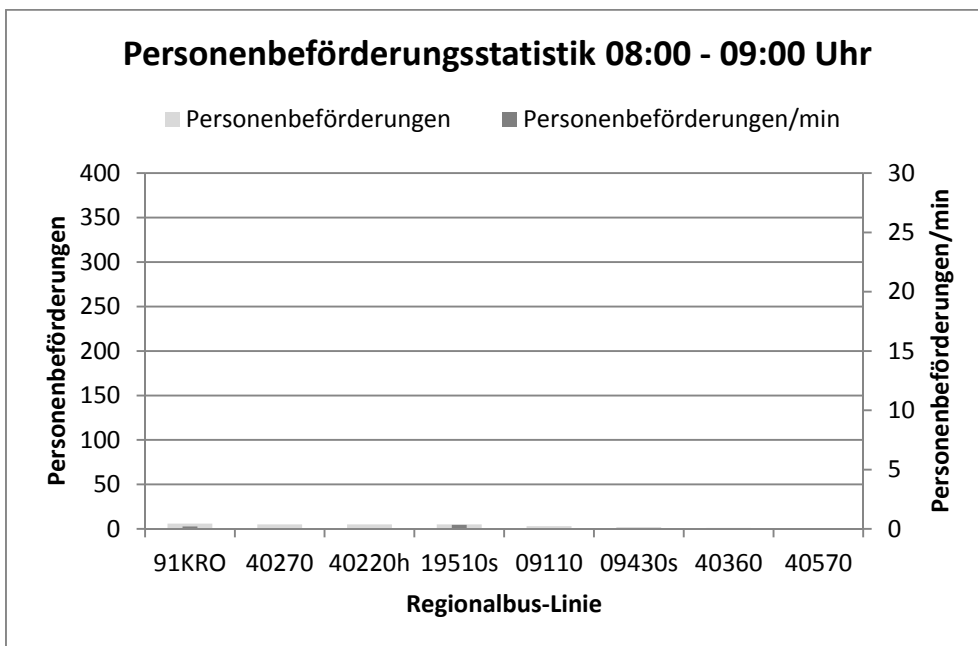 Personenbeförderungsstatistik 08:00 - 09:00 Uhr
Personenbeförderungen Personenbeförderungen/min
400
350
300
250
200
150
100
50
0
Personenbeförderungen
30
25
20
15
10
5
0
Personenbeförderungen/min
91KRO 40270 40220h 19510s 09110 09430s 40360 40570
Regionalbus-Linie